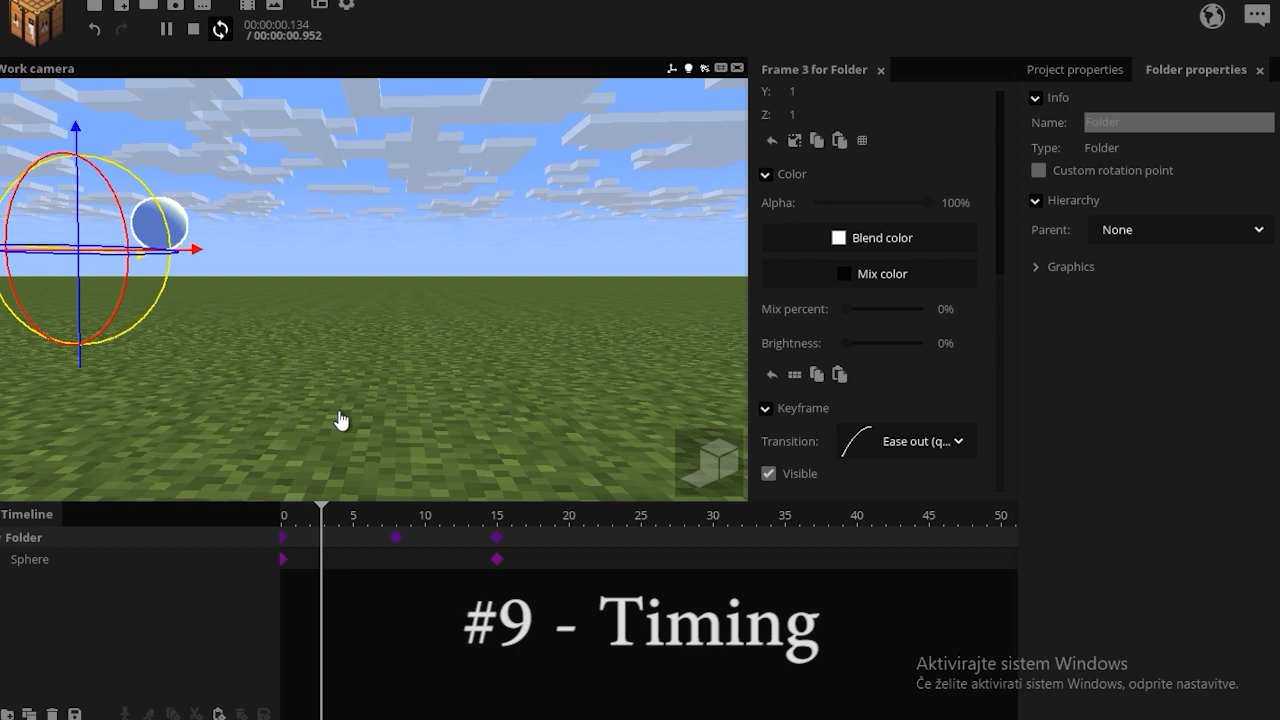 00:00:00.134
/ 00:00:00.952
Work camera
Frame 3 for Folder
Project properties
Folder properties
Y: 1
Z: 1
Info
Name: Folder
Type: Folder
Custom rotation point
Color
Alpha: 100%
Hierarchy
Parent: None
Blend color
Mix color
Graphics
Mix percent: 0%
Brightness: 0%
Keyframe
Transition: Ease out (q...
Visible
Timeline
0 5 10 15 20 25 30 35 40 45 50
Folder
Sphere
#9 - Timing
Aktivirajte sistem Windows
Če želite aktivirati sistem Windows, odprite nastavitve.